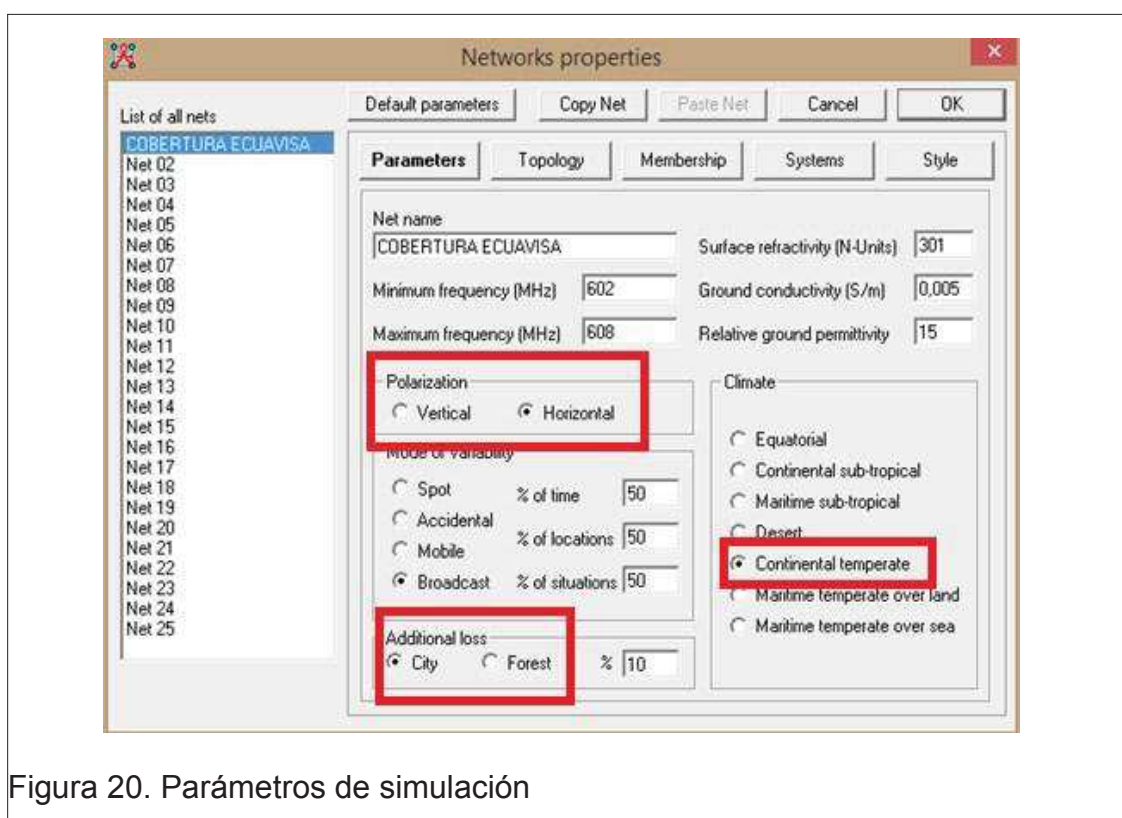 Networks properties
List of all nets
Default parameters Copy Net Paste Net Cancel OK
COBERTURA ECUAVISA
Net 02
Net 03
Net 04
Net 05
Net 06
Net 07
Net 08
Net 09
Net 10
Net 11
Net 12
Net 13
Net 14
Net 15
Net 16
Net 17
Net 18
Net 19
Net 20
Net 21
Net 22
Net 23
Net 24
Net 25
Parameters Topology Membership Systems Style
Net name
COBERTURA ECUAVISA
Minimum frequency (MHz) 602
Maximum frequency (MHz) 608
Surface refractivity (N-Units) 301
Ground conductivity (S/m) 0,005
Relative ground permittivity 15
Polarization
Vertical Horizontal
Mode of variability
Spot % of time 50
Accidental
% of locations 50
Mobile
Broadcast % of situations 50
Additional loss
City Forest % 10
Climate
Equatorial
Continental sub-tropical
Maritime sub-tropical
Desert
Continental temperate
Maritime temperate over land
Maritime temperate over sea
Figura 20. Parámetros de simulación